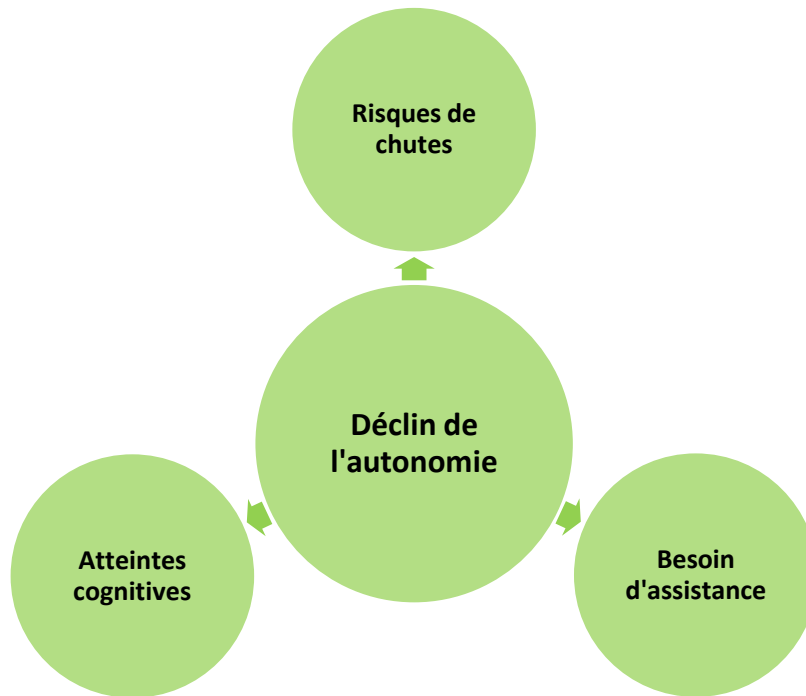 Risques de
chutes
Déclin de
l'autonomie
Atteintes
cognitives
Besoin
d'assistance